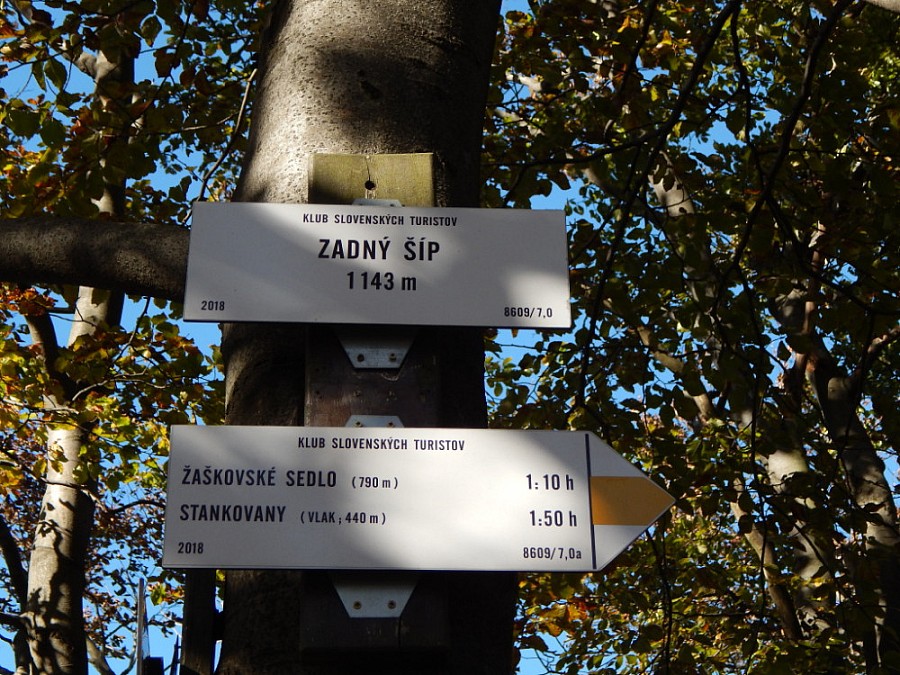 KLUB SLOVENSKÝCH TURISTOV
ZADNÝ ŠÍP
1143 m
2018 8609/7,0
KLUB SLOVENSKÝCH TURISTOV
ŽAŠKOVSKÉ SEDLO (790 m) 1:10 h
STANKOVANY (VLAK; 440 m) 1:50 h
2018 8609/7,0a